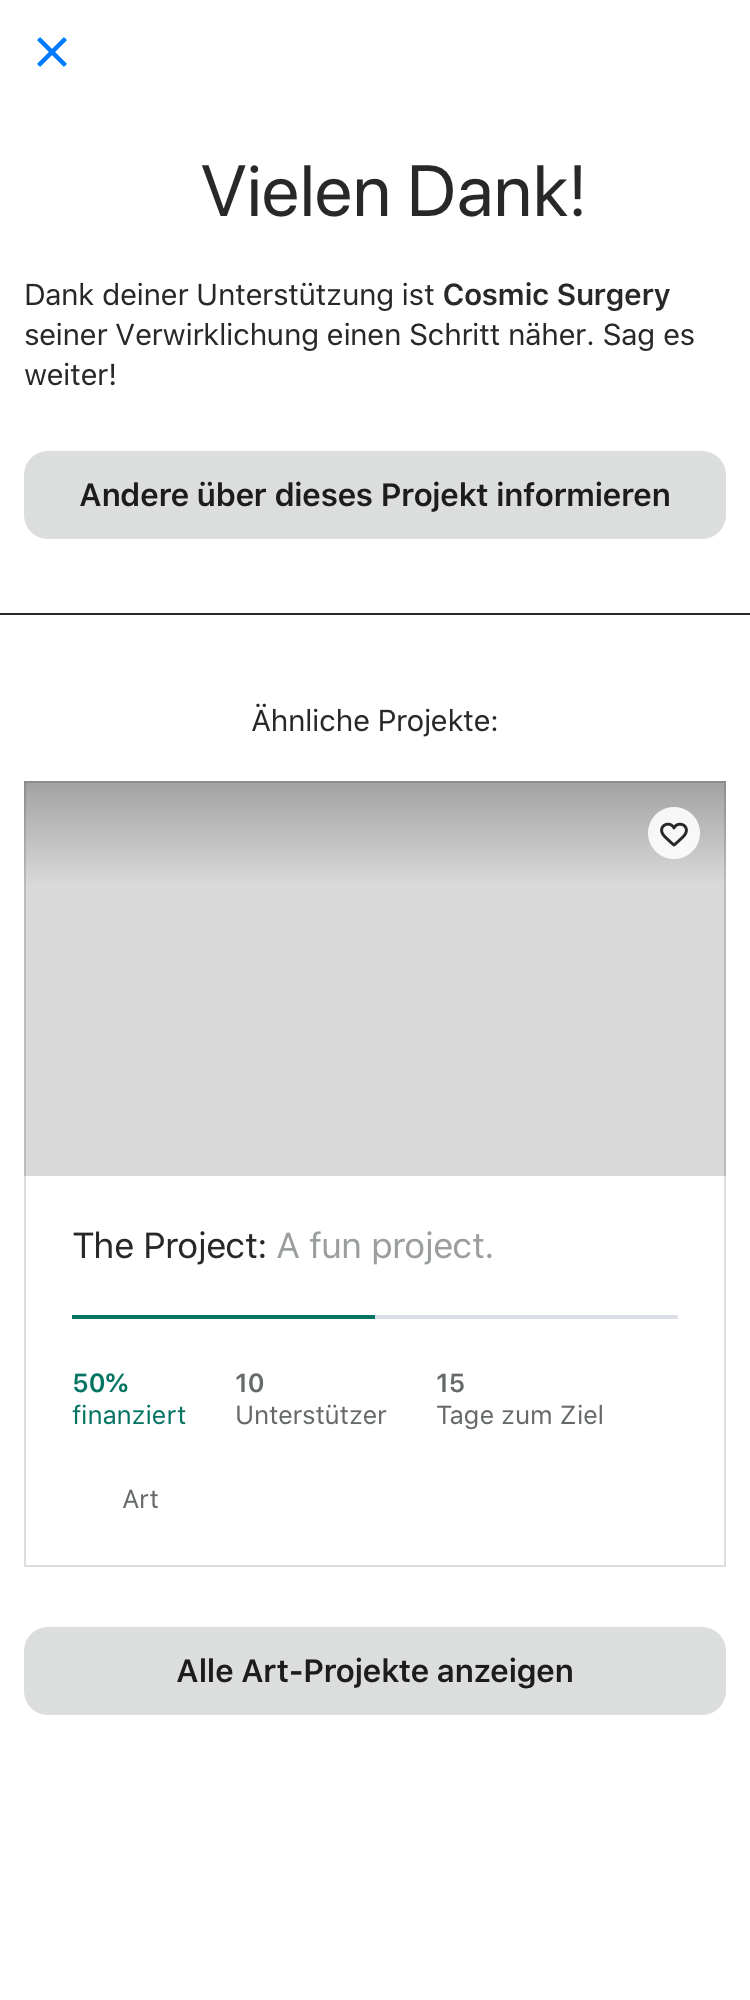 Vielen Dank!
Dank deiner Unterstützung ist Cosmic Surgery
seiner Verwirklichung einen Schritt näher. Sag es
weiter!
Andere über dieses Projekt informieren
Ähnliche Projekte:
The Project: A fun project.
50% 10 15
finanziert Unterstützer Tage zum Ziel
Art
Alle Art-Projekte anzeigen